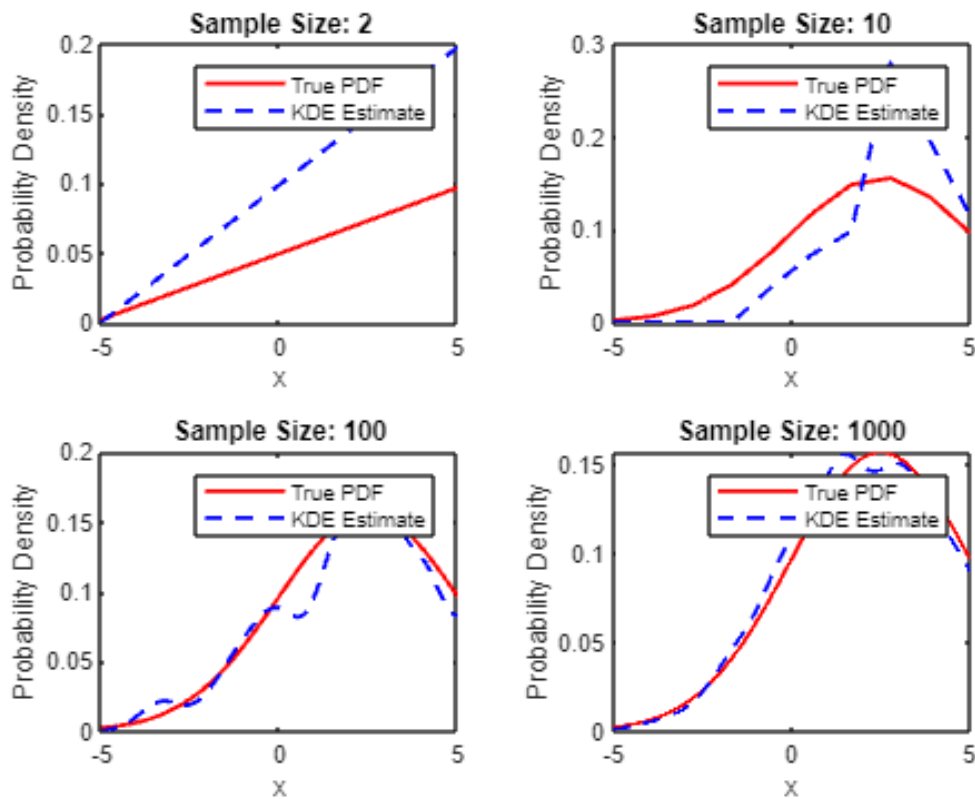 Sample Size: 2
0.2
0.15
0.1
0.05
0
Probability Density
True PDF
KDE Estimate
-5
0
5
x
Sample Size: 10
0.3
0.2
0.1
0
Probability Density
True PDF
KDE Estimate
-5
0
5
x
Sample Size: 100
0.2
0.15
0.1
0.05
0
Probability Density
True PDF
KDE Estimate
-5
0
5
x
Sample Size: 1000
0.15
0.1
0.05
0
Probability Density
True PDF
KDE Estimate
-5
0
5
x